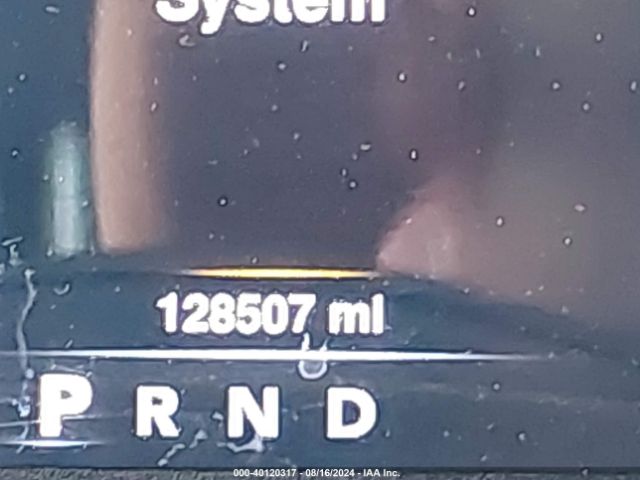 System
128507 mi
P R N D
000-40120317 - 08/16/2024 - IAA Inc.